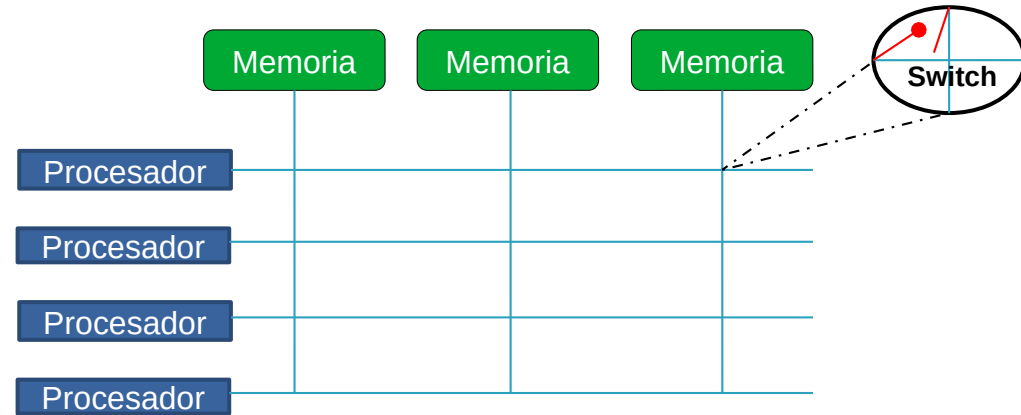 Memoria
Memoria
Memoria
Switch
Procesador
Procesador
Procesador
Procesador